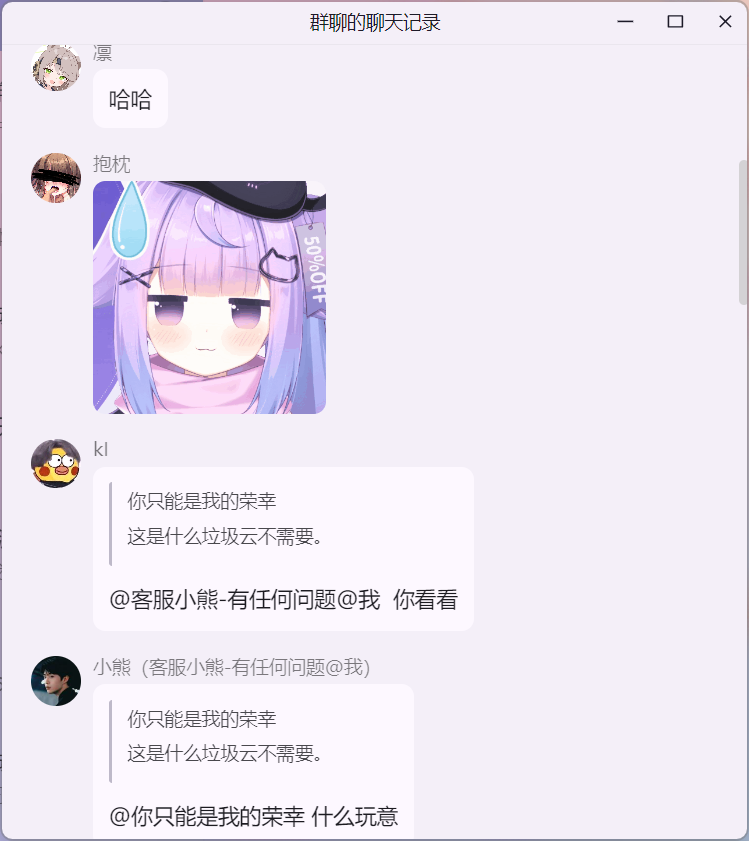 群聊的聊天记录
凛
哈哈
抱枕
50%OFF
kl
你只能是我的荣幸
这是什么垃圾云不需要。
@客服小熊-有任何问题@我 你看看
小熊（客服小熊-有任何问题@我）
你只能是我的荣幸
这是什么垃圾云不需要。
@你只能是我的荣幸 什么玩意